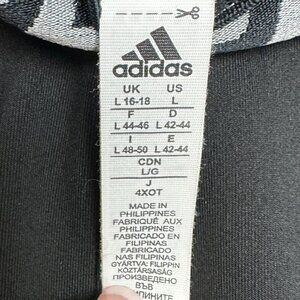 adidas
UK US
L 16-18 L
F D
L 44-46 L 42-44
I E
L 48-50 L 42-44
CDN
L/G
J
4XOT
MADE IN
PHILIPPINES
FABRIQUÉ AUX
PHILIPPINES
FABRICADO EN
FILIPINAS
FABRICADO
NAS FILIPINAS
GYÁRTVA: FILIPPIN
KÖZTÁRSASÁG
ПРОИЗВЕДЕНО
ВЪВ